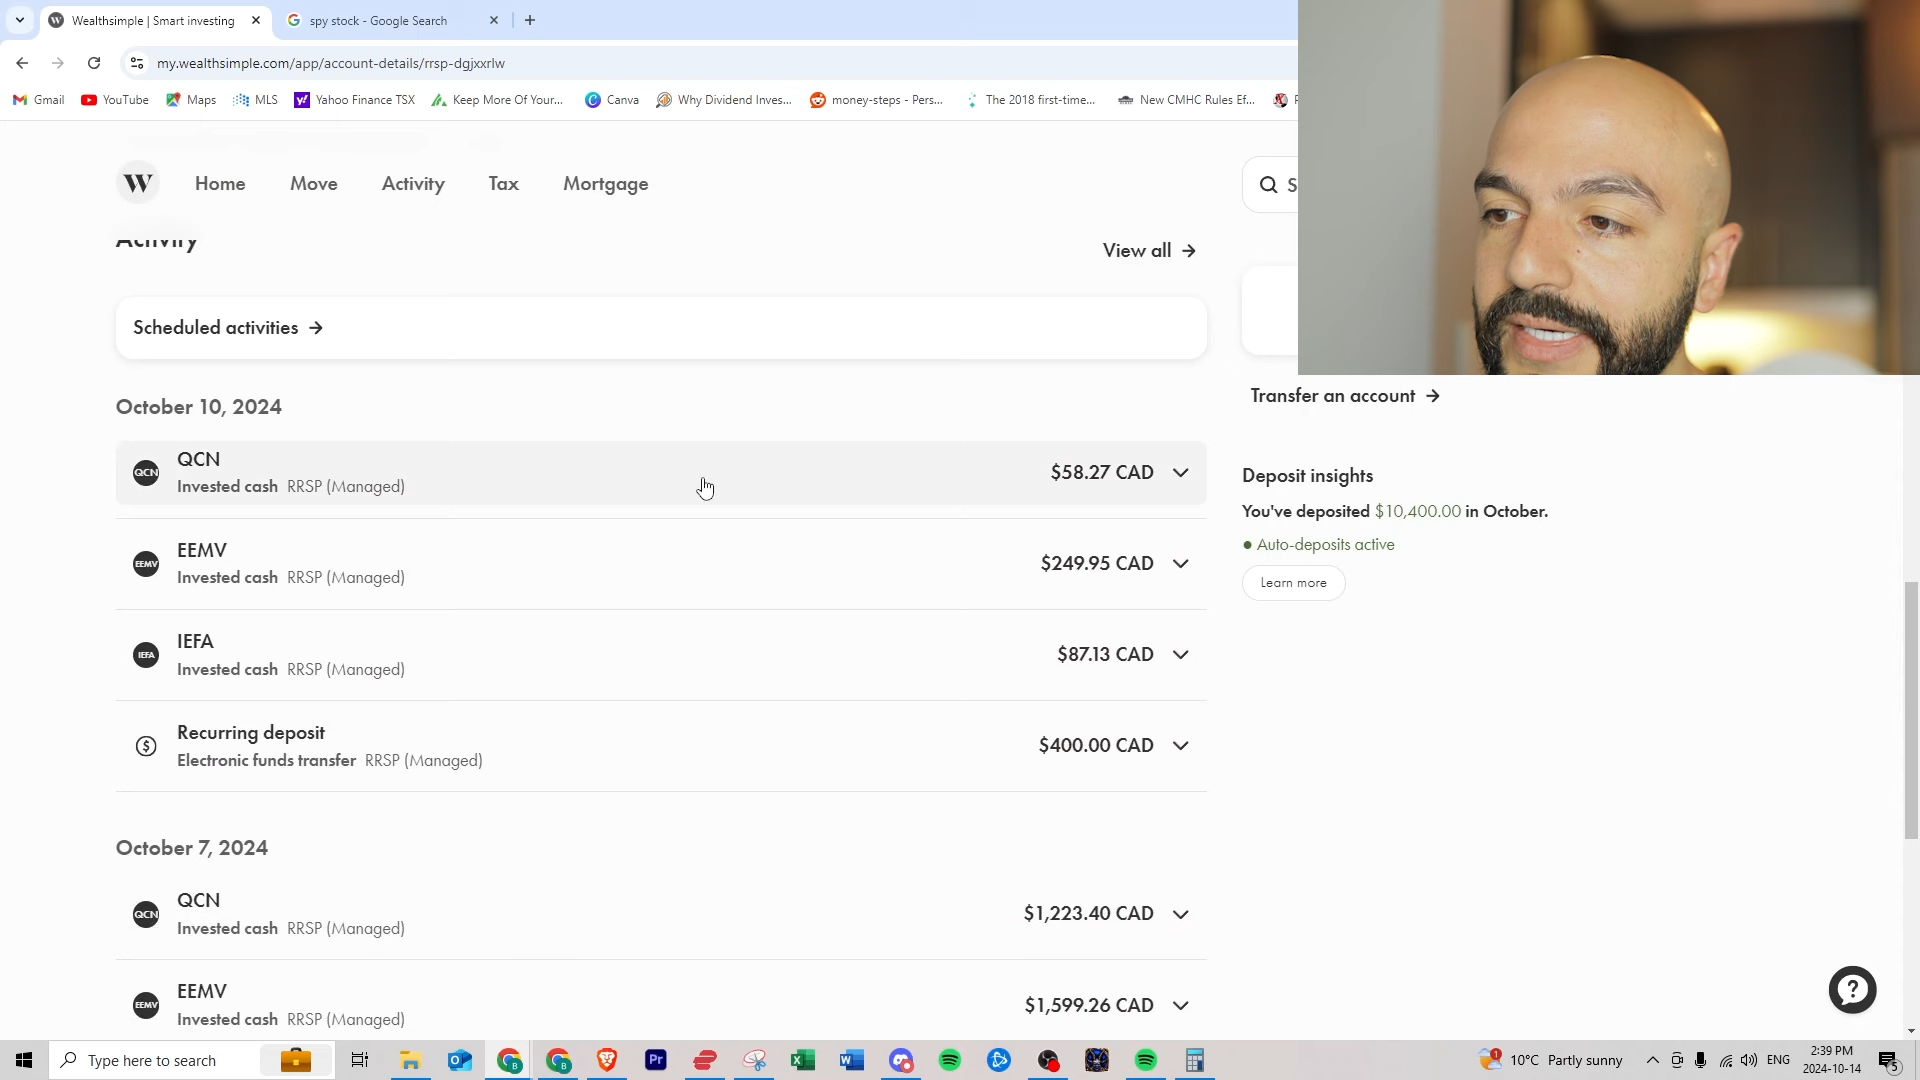 Wealthsimple | Smart investing
spy stock - Google Search
my.wealthsimple.com/app/account-details/rrsp-dgjxxrlw
Gmail YouTube Maps MLS Yahoo Finance TSX Keep More Of Your... Canva Why Dividend Inves... money-steps - Pers... The 2018 first-time... New CMHC Rules Ef...
W Home Move Activity Tax Mortgage
Activity View all →
Scheduled activities →
Transfer an account →
October 10, 2024
QCN QCN $58.27 CAD
Invested cash RRSP (Managed)
EEMV EEMV $249.95 CAD
Invested cash RRSP (Managed)
IEFA IEFA $87.13 CAD
Invested cash RRSP (Managed)
Recurring deposit $400.00 CAD
Electronic funds transfer RRSP (Managed)
October 7, 2024
QCN QCN $1,223.40 CAD
Invested cash RRSP (Managed)
EEMV EEMV $1,599.26 CAD
Invested cash RRSP (Managed)
Deposit insights
You've deposited $10,400.00 in October.
Auto-deposits active
Learn more
Type here to search
10°C Partly sunny
ENG
2:39 PM
2024-10-14